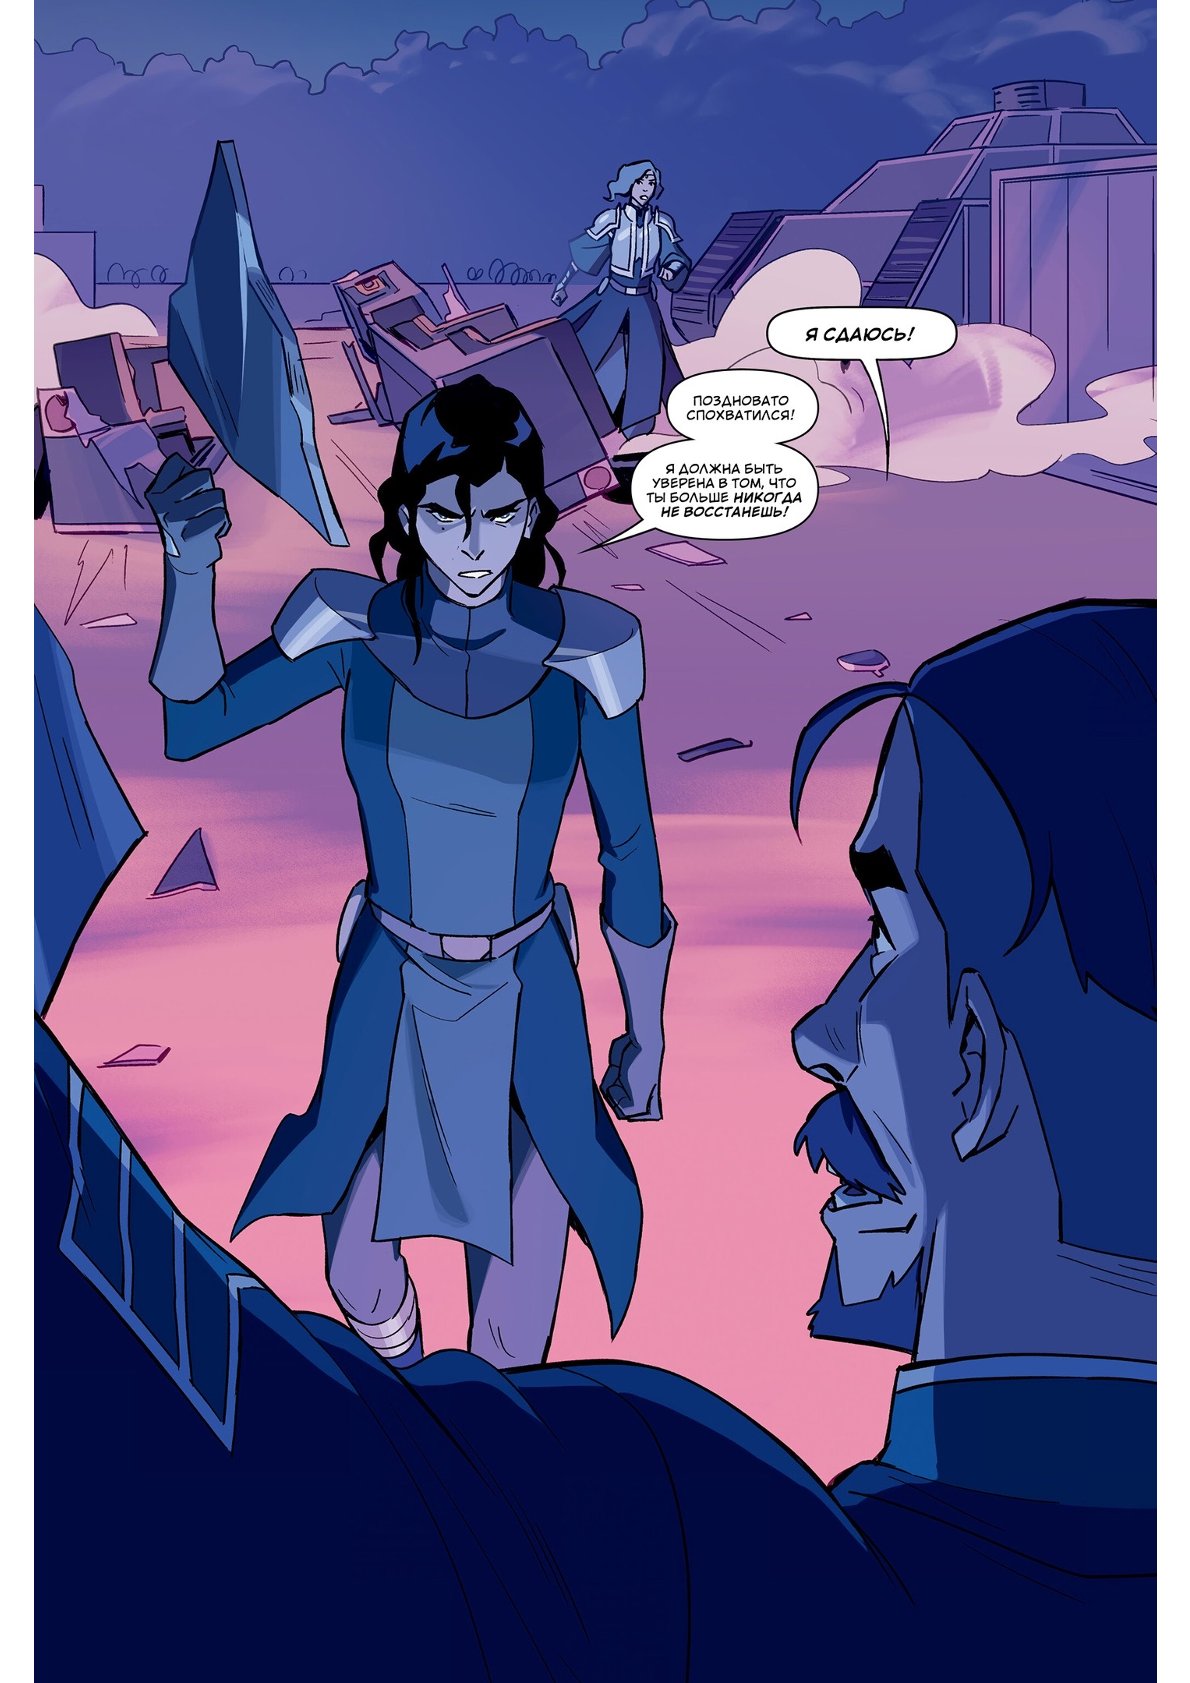 Я СДАЮСЬ!
ПОЗДНОВАТО
СПОХВАТИЛСЯ!
Я ДОЛЖНА БЫТЬ
УВЕРЕНА В ТОМ, ЧТО
ТЫ БОЛЬШЕ НИКОГДА
НЕ ВОССТАНЕШЬ!